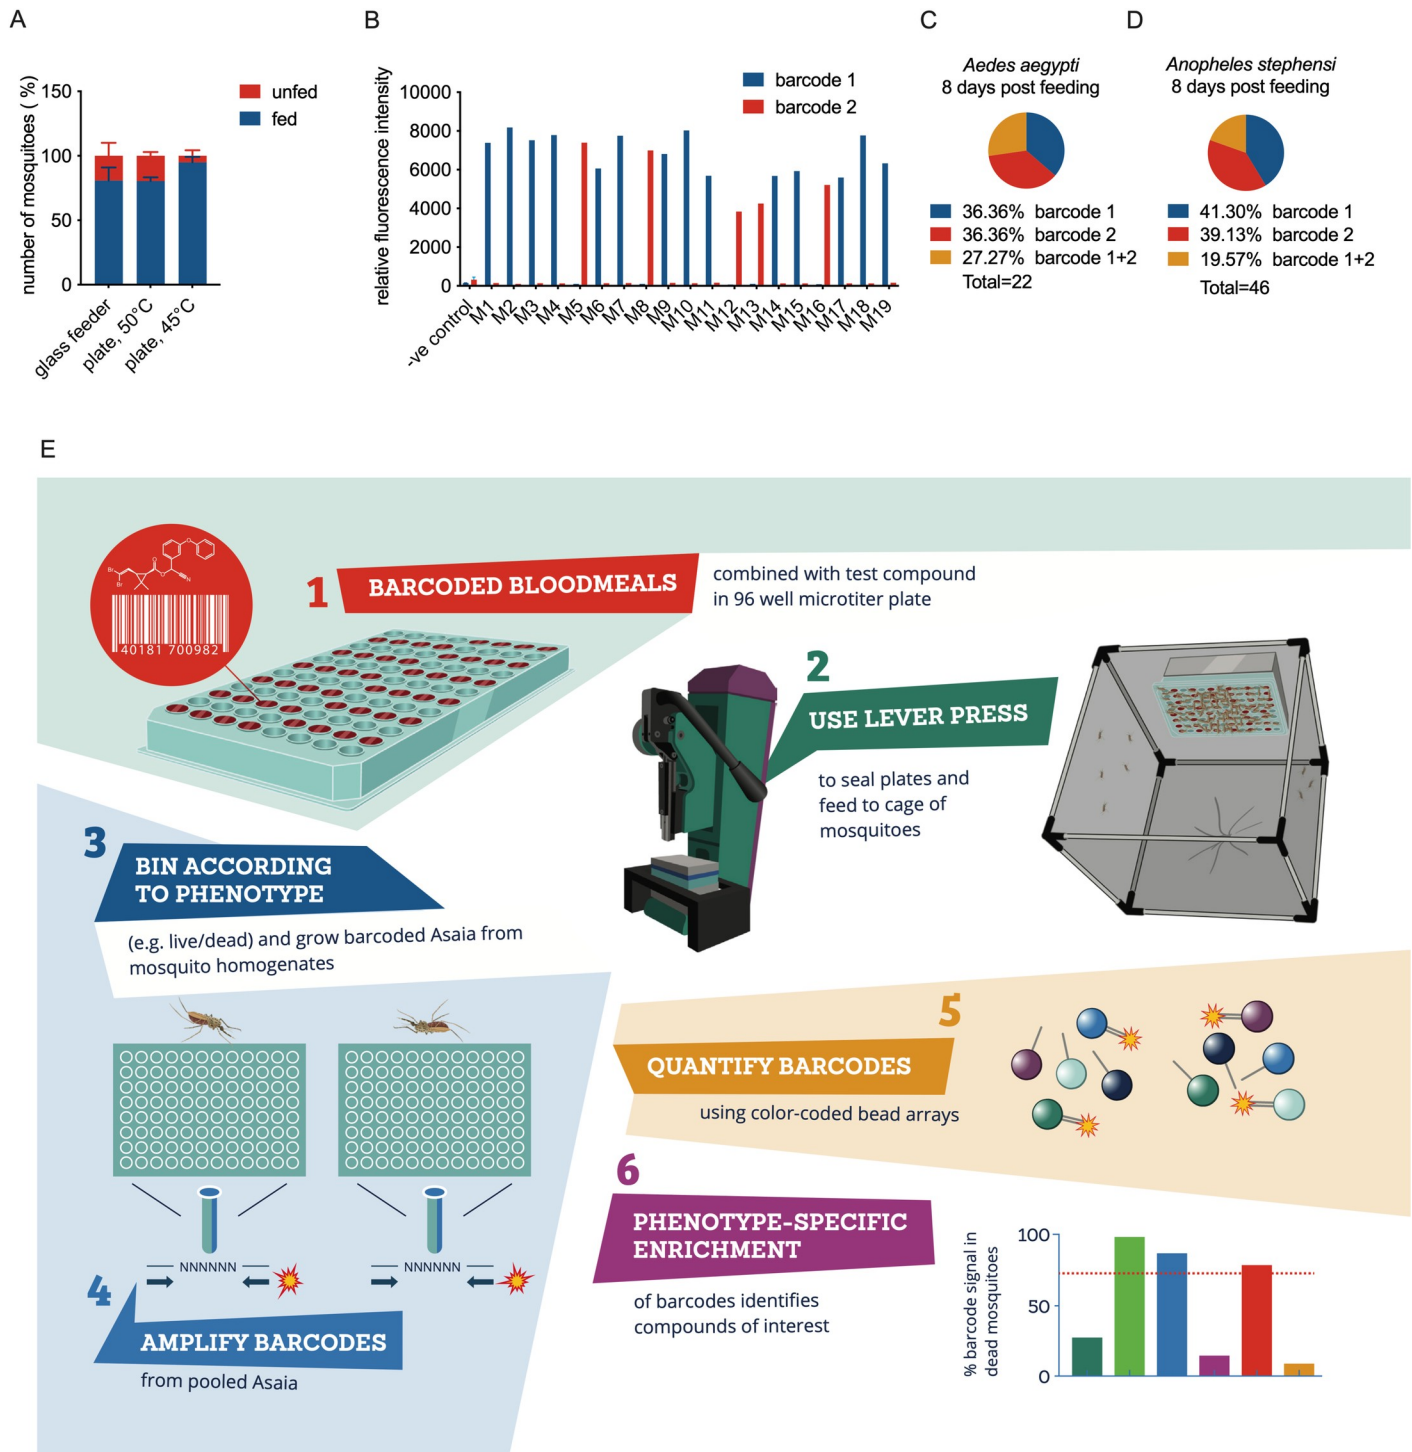 A
number of mosquitoes ( %)
150
100
50
0
unfed
fed
glass feeder
plate, 50°C
plate, 45°C
B
relative fluorescence intensity
10000
8000
6000
4000
2000
0
barcode 1
barcode 2
-ve control
M1
M2
M3
M4
M5
M6
M7
M8
M9
M10
M11
M12
M13
M14
M15
M16
M17
M18
M19
C
Aedes aegypti
8 days post feeding
36.36% barcode 1
36.36% barcode 2
27.27% barcode 1+2
Total=22
D
Anopheles stephensi
8 days post feeding
41.30% barcode 1
39.13% barcode 2
19.57% barcode 1+2
Total=46
E
Br
Br
O
O
O
N
40181 700982
1 BARCODED BLOODMEALS
combined with test compound
in 96 well microtiter plate
2
USE LEVER PRESS
to seal plates and
feed to cage of
mosquitoes
3
BIN ACCORDING
TO PHENOTYPE
(e.g. live/dead) and grow barcoded Asaia from
mosquito homogenates
NNNNNN
NNNNNN
4
AMPLIFY BARCODES
from pooled Asaia
5
QUANTIFY BARCODES
using color-coded bead arrays
6
PHENOTYPE-SPECIFIC
ENRICHMENT
of barcodes identifies
compounds of interest
% barcode signal in
dead mosquitoes
100
50
0